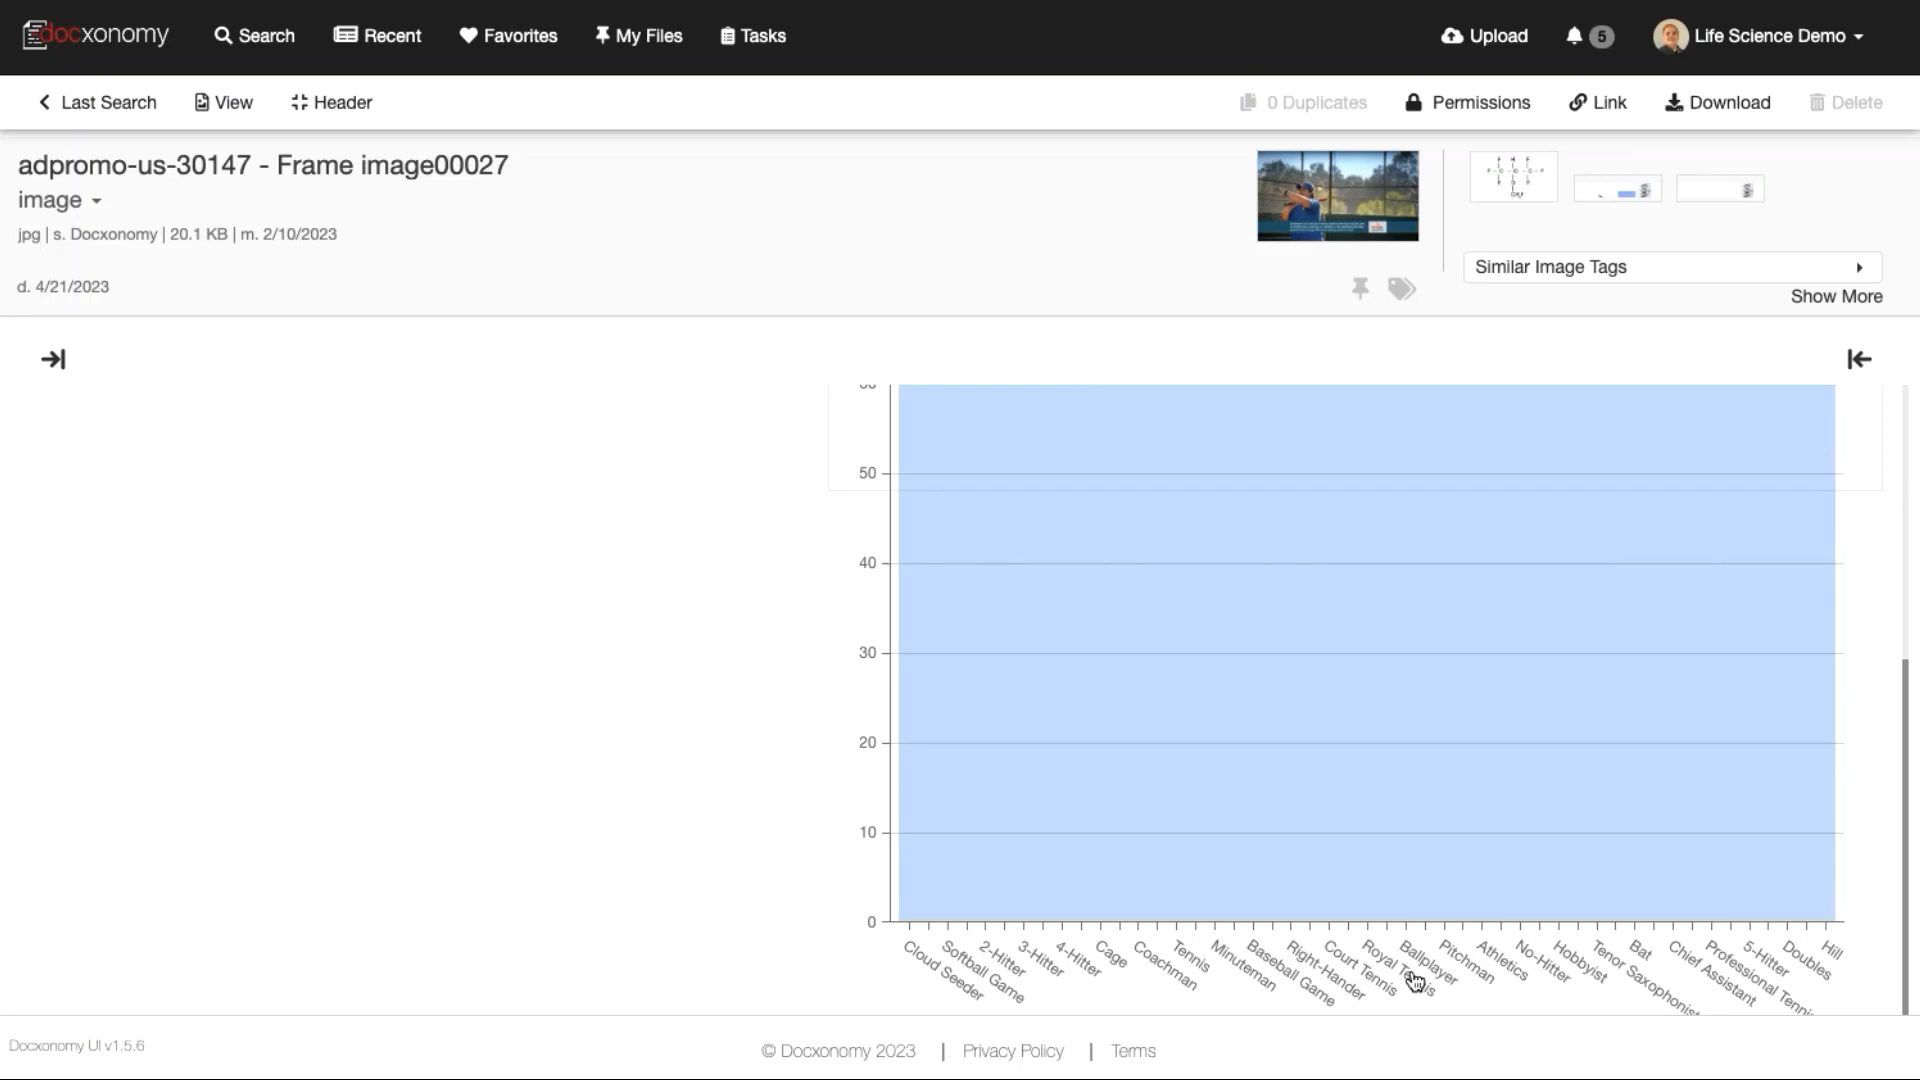 docxonomy
Search
Recent
Favorites
My Files
Tasks
Upload
5
Life Science Demo
Last Search
View
Header
0 Duplicates
Permissions
Link
Download
Delete
adpromo-us-30147 - Frame image00027
image
jpg | s. Docxonomy | 20.1 KB | m. 2/10/2023
d. 4/21/2023
Similar Image Tags
Show More
50
40
30
20
10
0
Cloud Seeder
Softball Game
2-Hitter
3-Hitter
4-Hitter
Cage
Coachman
Tennis
Minuteman
Baseball Game
Right-Hander
Court Tennis
Royal Tennis
Ballplayer
Pitchman
Athletics
No-Hitter
Hobbyist
Tenor Saxophonist
Bat
Chief Assistant
Professional
5-Hitter
Doubles
Hill
Docxonomy UI v1.5.6
© Docxonomy 2023 | Privacy Policy | Terms